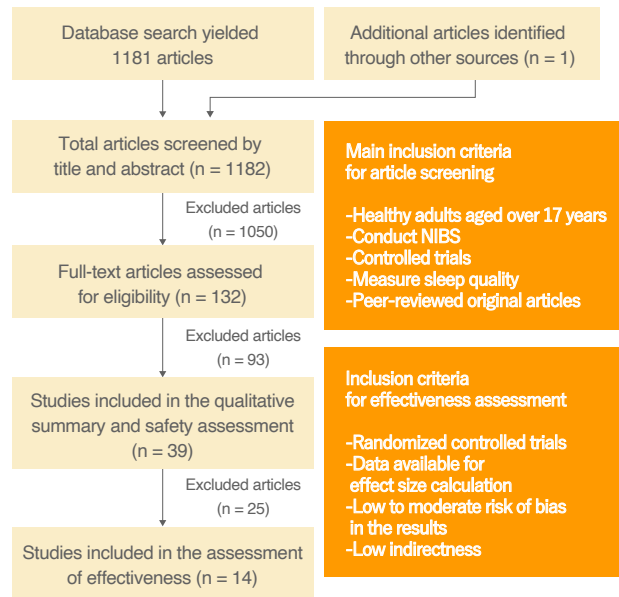 Database search yielded
1181 articles
Additional articles identified
through other sources (n = 1)
Total articles screened by
title and abstract (n = 1182)
Excluded articles
(n = 1050)
Full-text articles assessed
for eligibility (n = 132)
Excluded articles
(n = 93)
Studies included in the qualitative
summary and safety assessment
(n = 39)
Excluded articles
(n = 25)
Studies included in the assessment
of effectiveness (n = 14)
Main inclusion criteria
for article screening
-Healthy adults aged over 17 years
-Conduct NIBS
-Controlled trials
-Measure sleep quality
-Peer-reviewed original articles
Inclusion criteria
for effectiveness assessment
-Randomized controlled trials
-Data available for
effect size calculation
-Low to moderate risk of bias
in the results
-Low indirectness